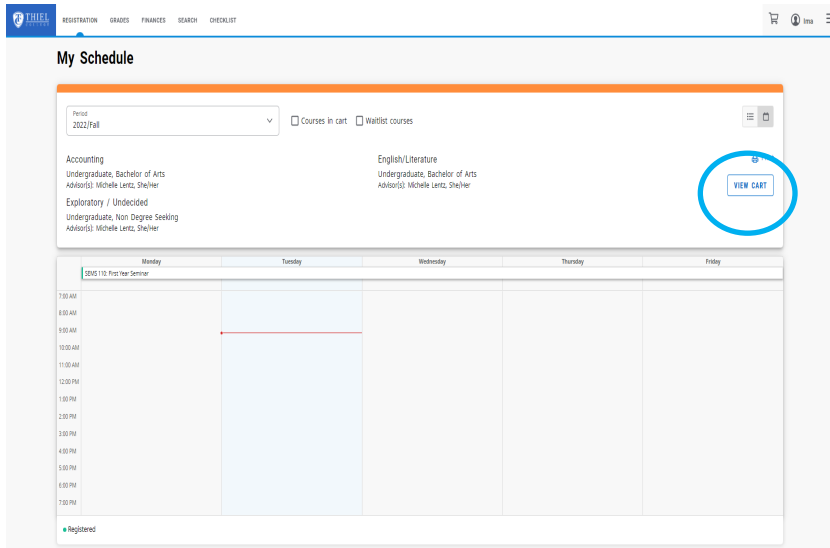 THIEL
COLLEGE
REGISTRATION GRADES FINANCES SEARCH CHECKLIST
Ima
My Schedule
Period
2022/Fall
Courses in cart Waitlist courses
Accounting
Undergraduate, Bachelor of Arts
Advisor(s): Michelle Lentz, She/Her
English/Literature
Undergraduate, Bachelor of Arts
Advisor(s): Michelle Lentz, She/Her
VIEW CART
Exploratory / Undecided
Undergraduate, Non Degree Seeking
Advisor(s): Michelle Lentz, She/Her
Monday Tuesday Wednesday Thursday Friday
SEMS 110: First Year Seminar
7:00 AM
8:00 AM
9:00 AM
10:00 AM
11:00 AM
12:00 PM
1:00 PM
2:00 PM
3:00 PM
4:00 PM
5:00 PM
6:00 PM
7:00 PM
Registered